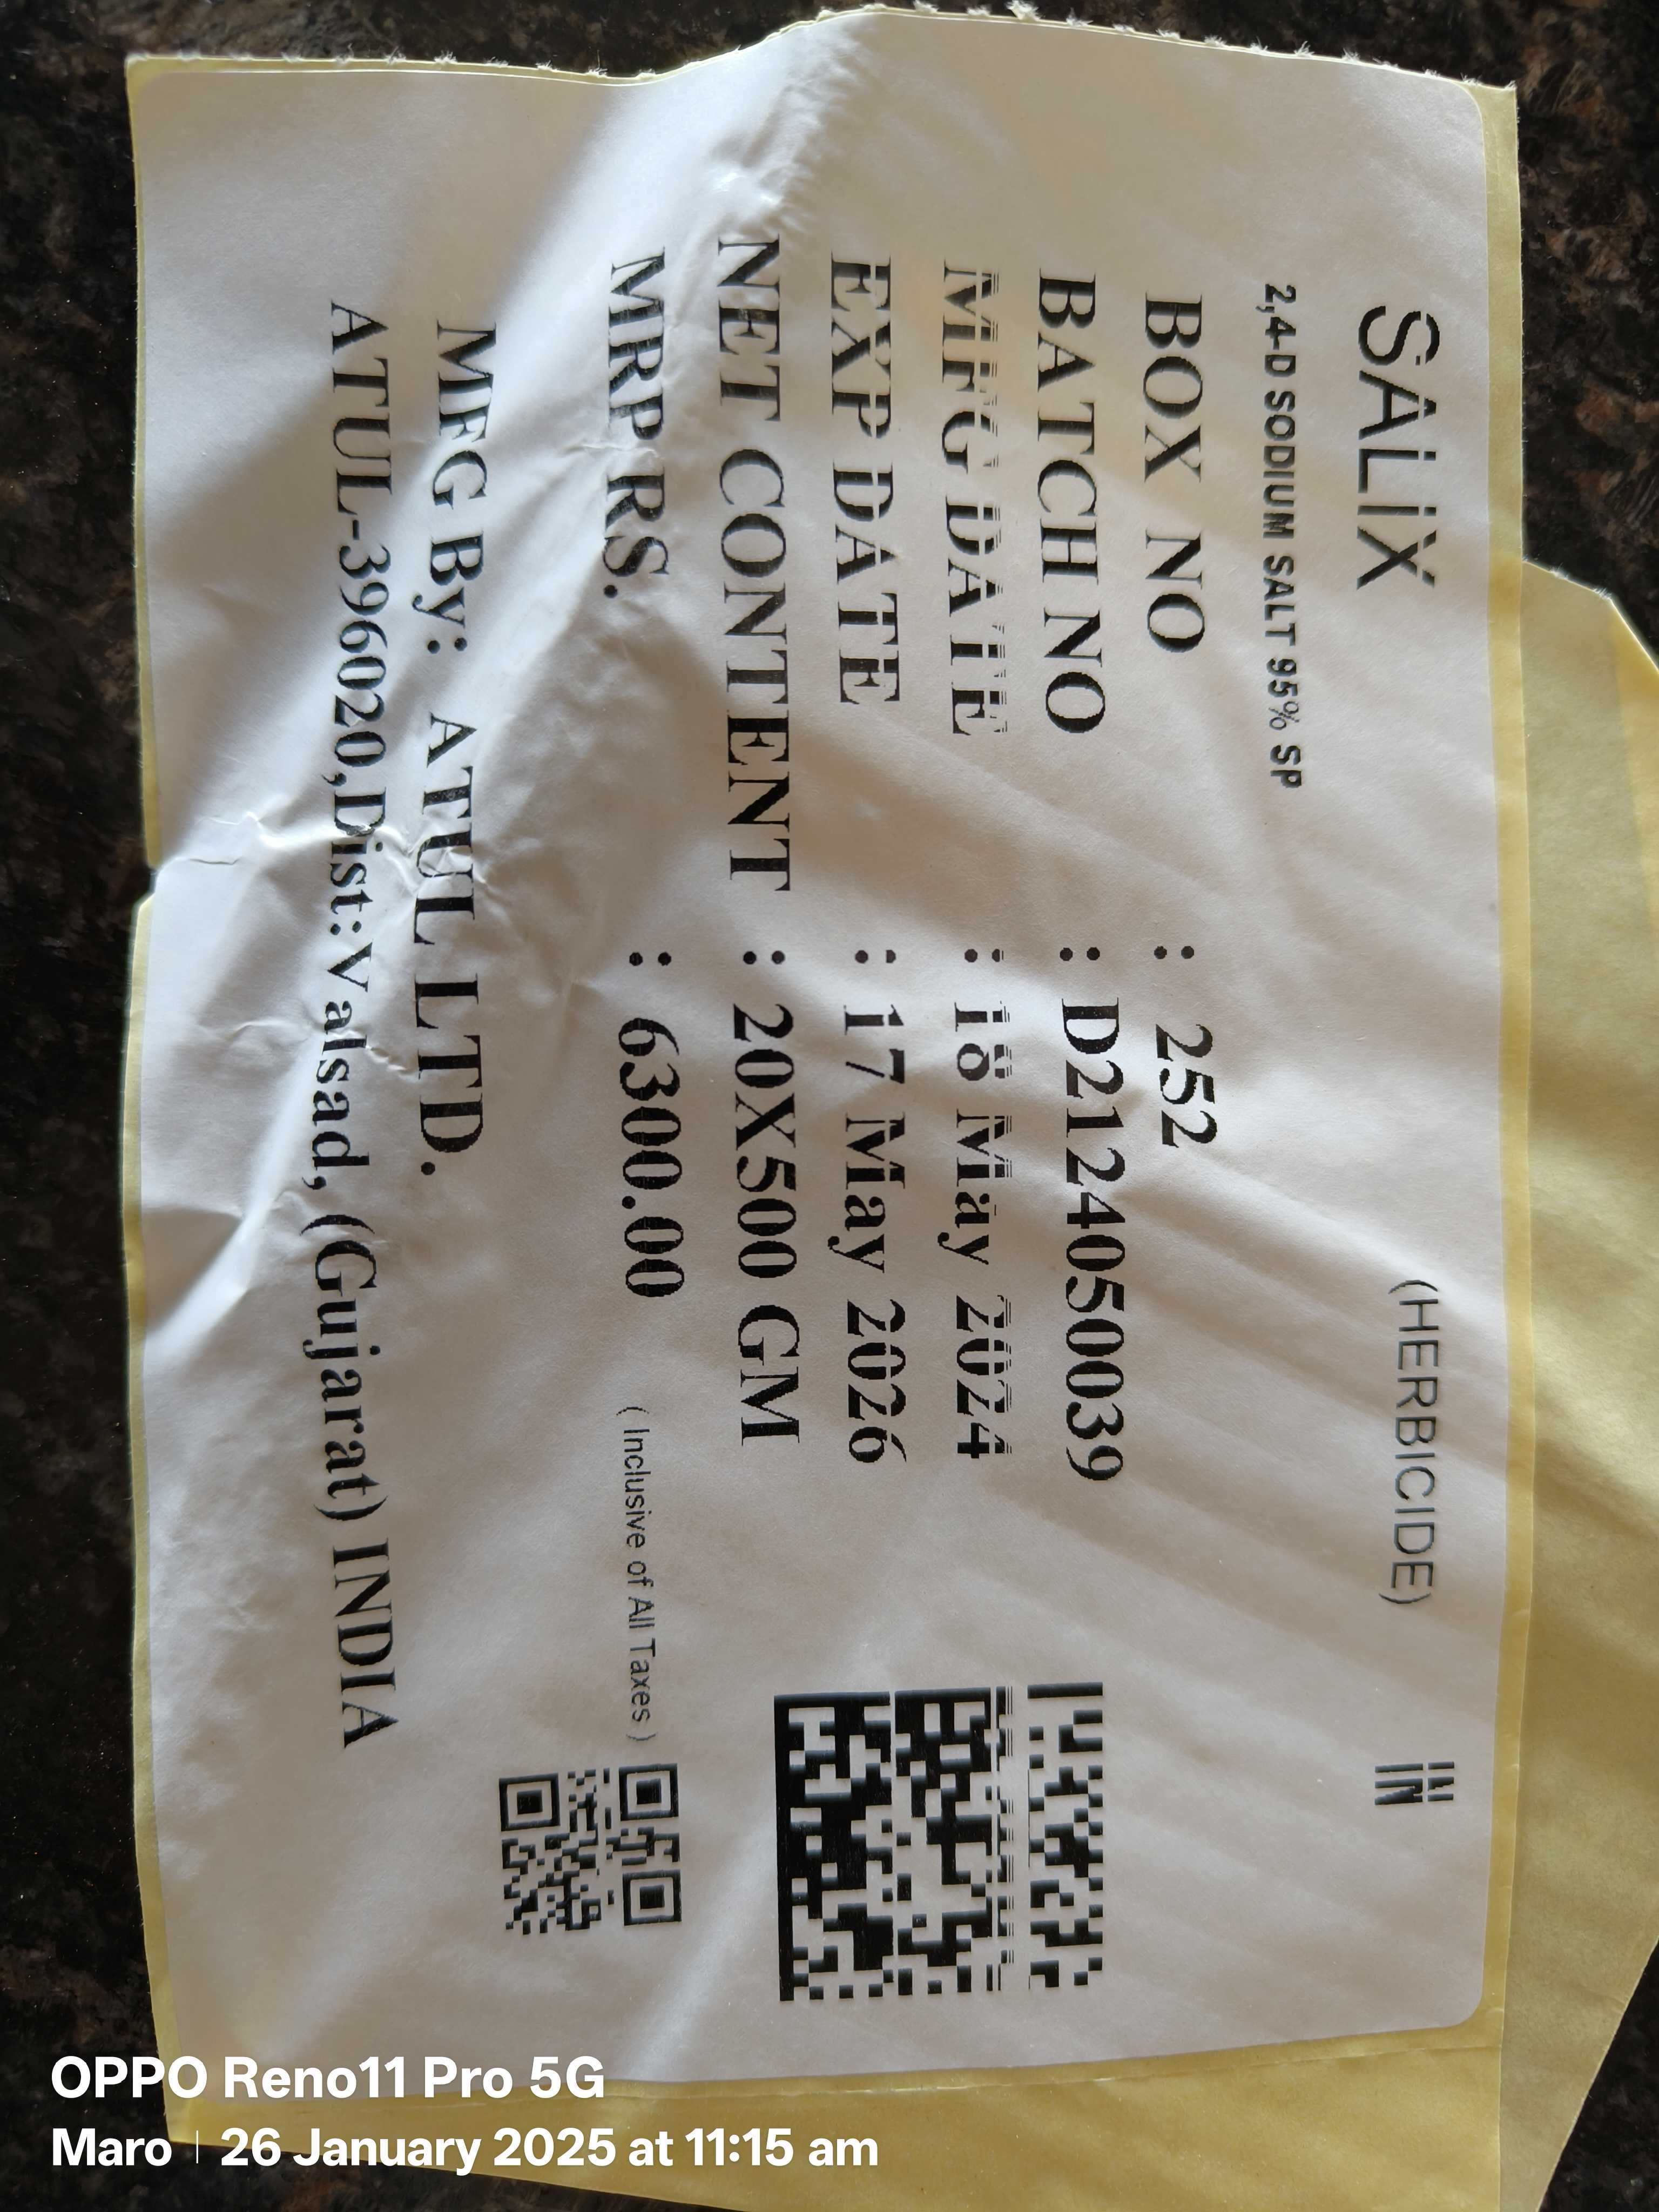 SALIX (HERBICIDE) IN
2,4-D SODIUM SALT 95% SP
BOX NO : 252
BATCH NO : D2124050039
MFG DATE : 18 May 2024
EXP DATE : 17 May 2026
NET CONTENT : 20X500 GM
MRP RS. : 6300.00 ( Inclusive of All Taxes )
MFG By: ATUL LTD.
ATUL-396020,Dist:Valsad, (Gujarat) INDIA
OPPO Reno11 Pro 5G
Maro | 26 January 2025 at 11:15 am